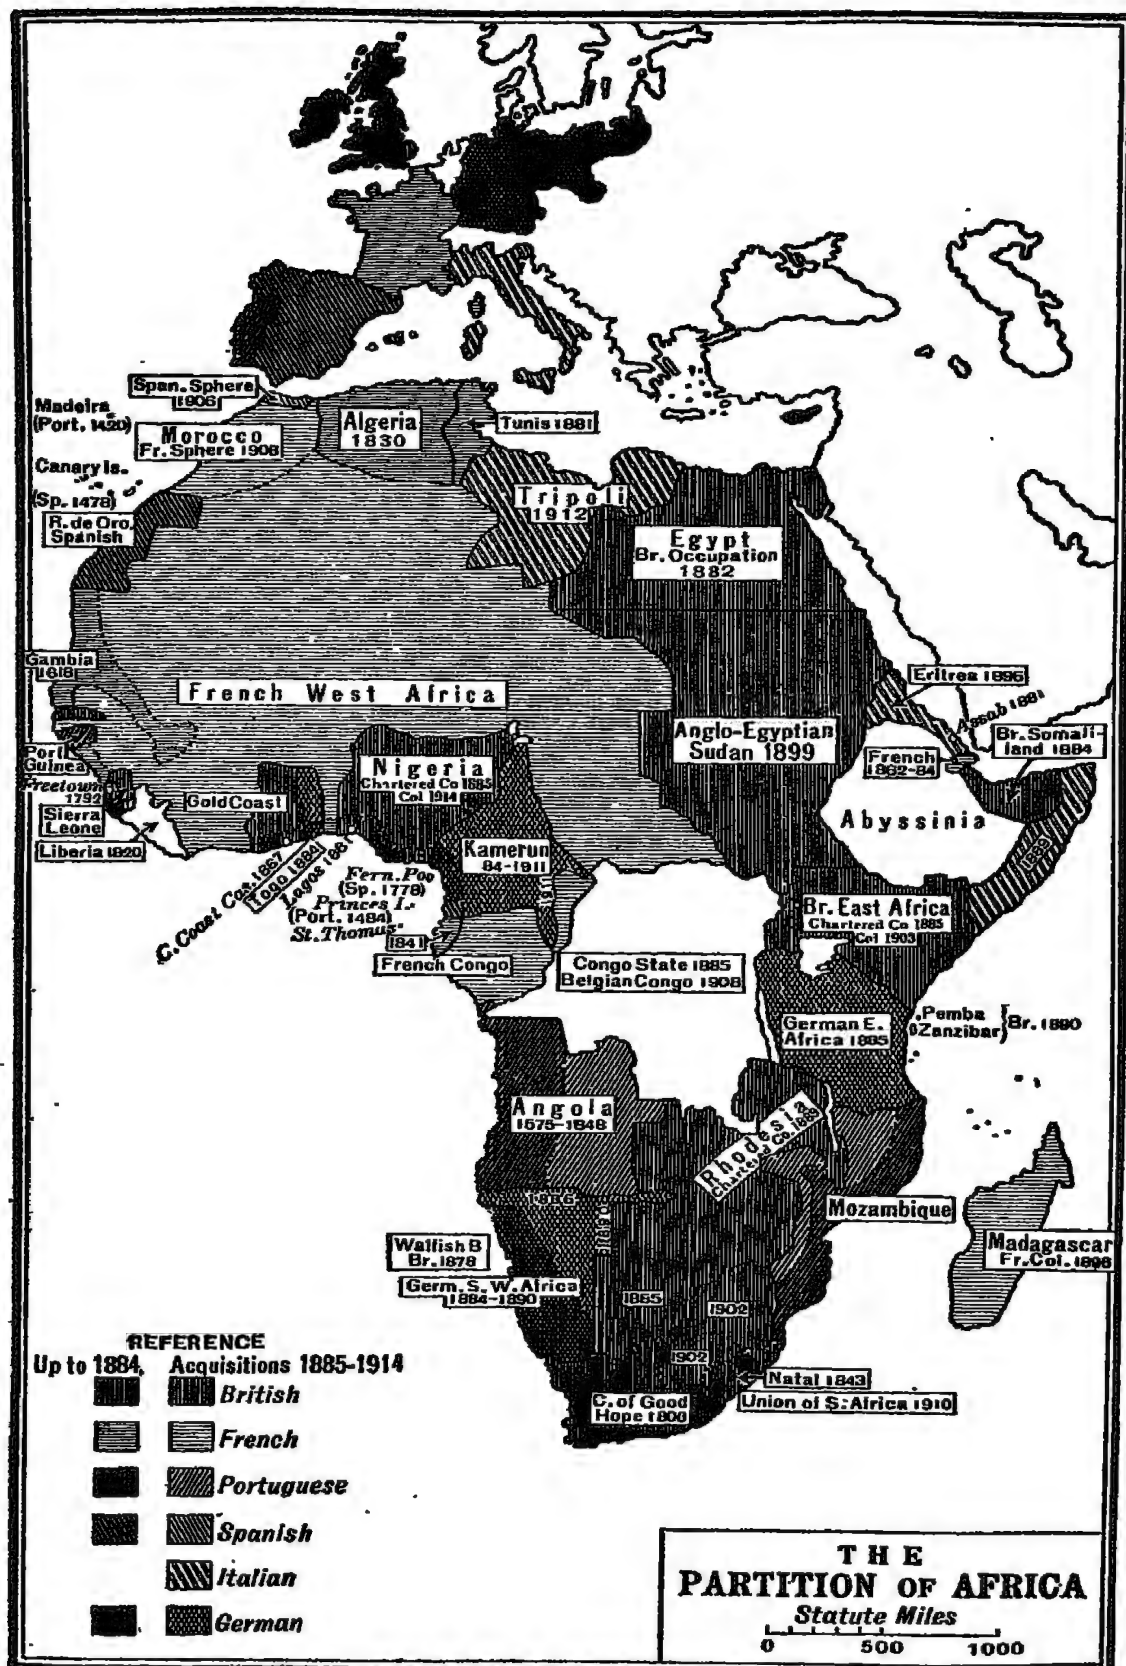 Span. Sphere
1906
Madeira
(Port. 1420)
Morocco
Fr. Sphere 1908
Algeria
1830
Tunis 1881
Canary Is.
(Sp. 1478)
R. de Oro.
Spanish
Tripoli
1912
Egypt
Br. Occupation
1882
Gambia
1618
French West Africa
Eritrea 1896
Assab 1881
Anglo-Egyptian
Sudan 1899
Br. Somali-
land 1884
French
1862-84
Port.
Guinea
Freetown
1792
Sierra
Leone
Liberia 1820
Gold Coast
Nigeria
Chartered Co 1885
Col 1914
Abyssinia
1889
Kamerun
84-1911
1911
G. Coast Cas. 1867
Togo 1884
Lagos 1861
Fern. Poo
(Sp. 1778)
Princes I.
(Port. 1484)
St. Thomas
1841
French Congo
Br. East Africa
Chartered Co 1885
Col 1903
Congo State 1885
Belgian Congo 1908
German E.
Africa 1885
Pemba
Zanzibar
Br. 1890
Angola
1575-1848
Rhodesia
Chartered Co. 1889
1886
Mozambique
Walfish B
Br. 1878
Germ. S. W. Africa
1884-1890
Madagascar
Fr. Col. 1896
1885
1902
1902
Natal 1843
C. of Good
Hope 1806
Union of S. Africa 1910
REFERENCE
Up to 1884. Acquisitions 1885-1914
British
French
Portuguese
Spanish
Italian
German
THE
PARTITION OF AFRICA
Statute Miles
0 500 1000